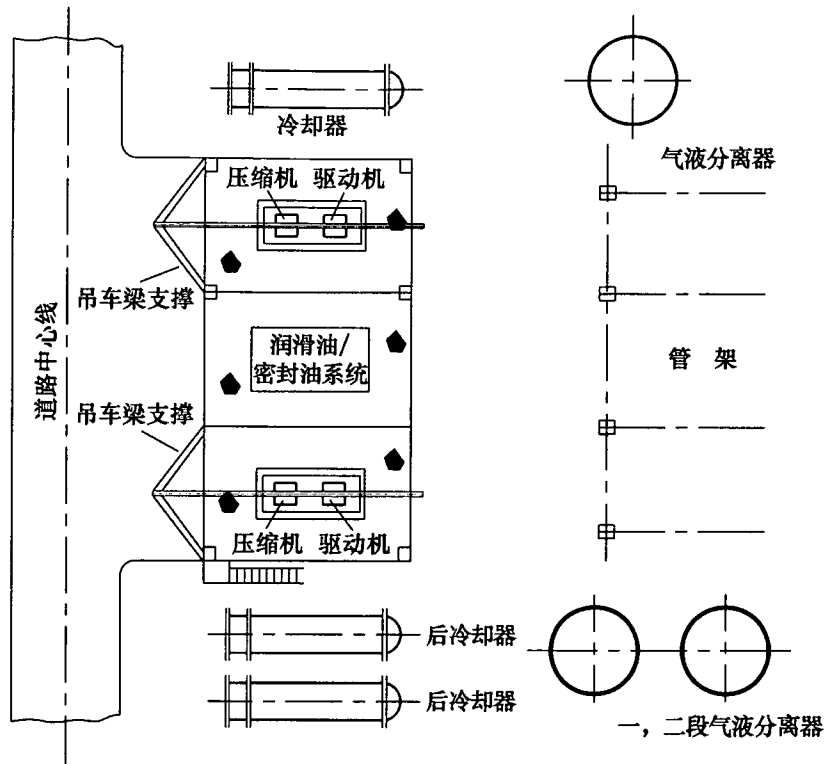 冷却器
气液分离器
压缩机
驱动机
吊车梁支撑
道路中心线
润滑油/
密封油系统
管 架
吊车梁支撑
压缩机
驱动机
后冷却器
后冷却器
一，二段气液分离器